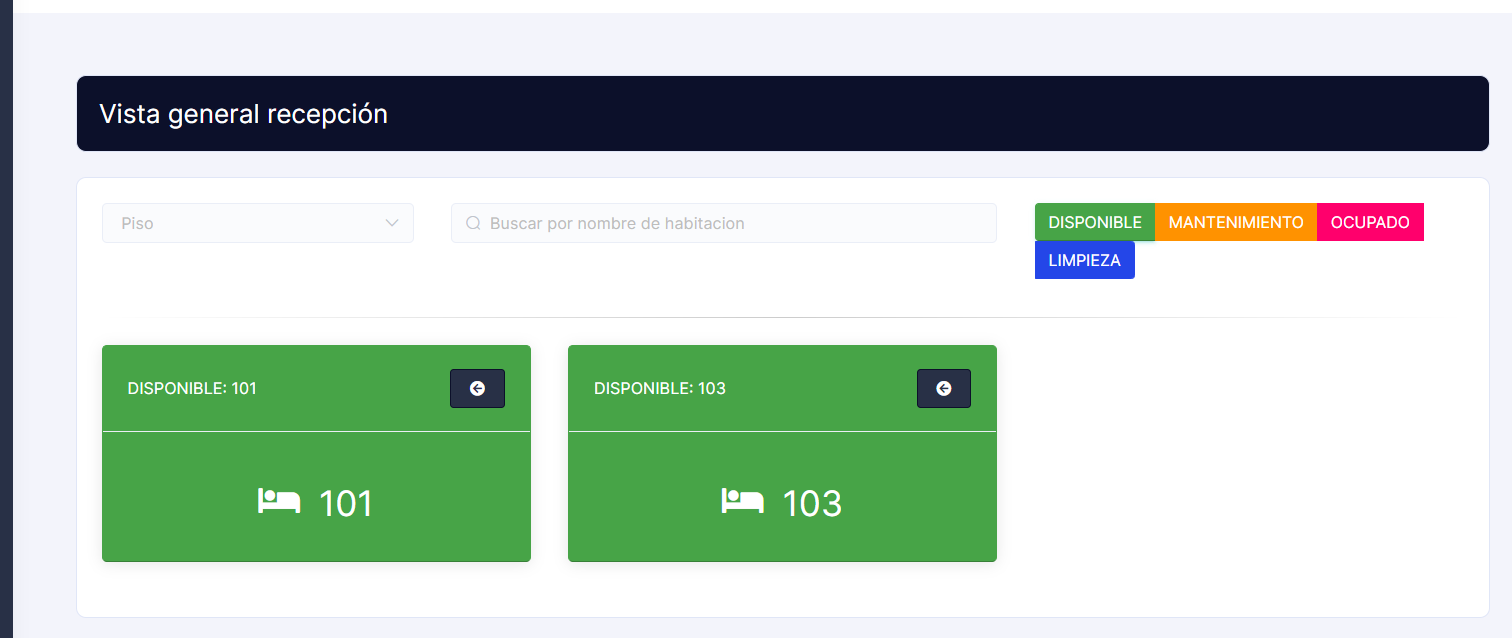 Vista general recepción
Piso
Buscar por nombre de habitacion
DISPONIBLE MANTENIMIENTO OCUPADO
LIMPIEZA
DISPONIBLE: 101
DISPONIBLE: 103
101
103